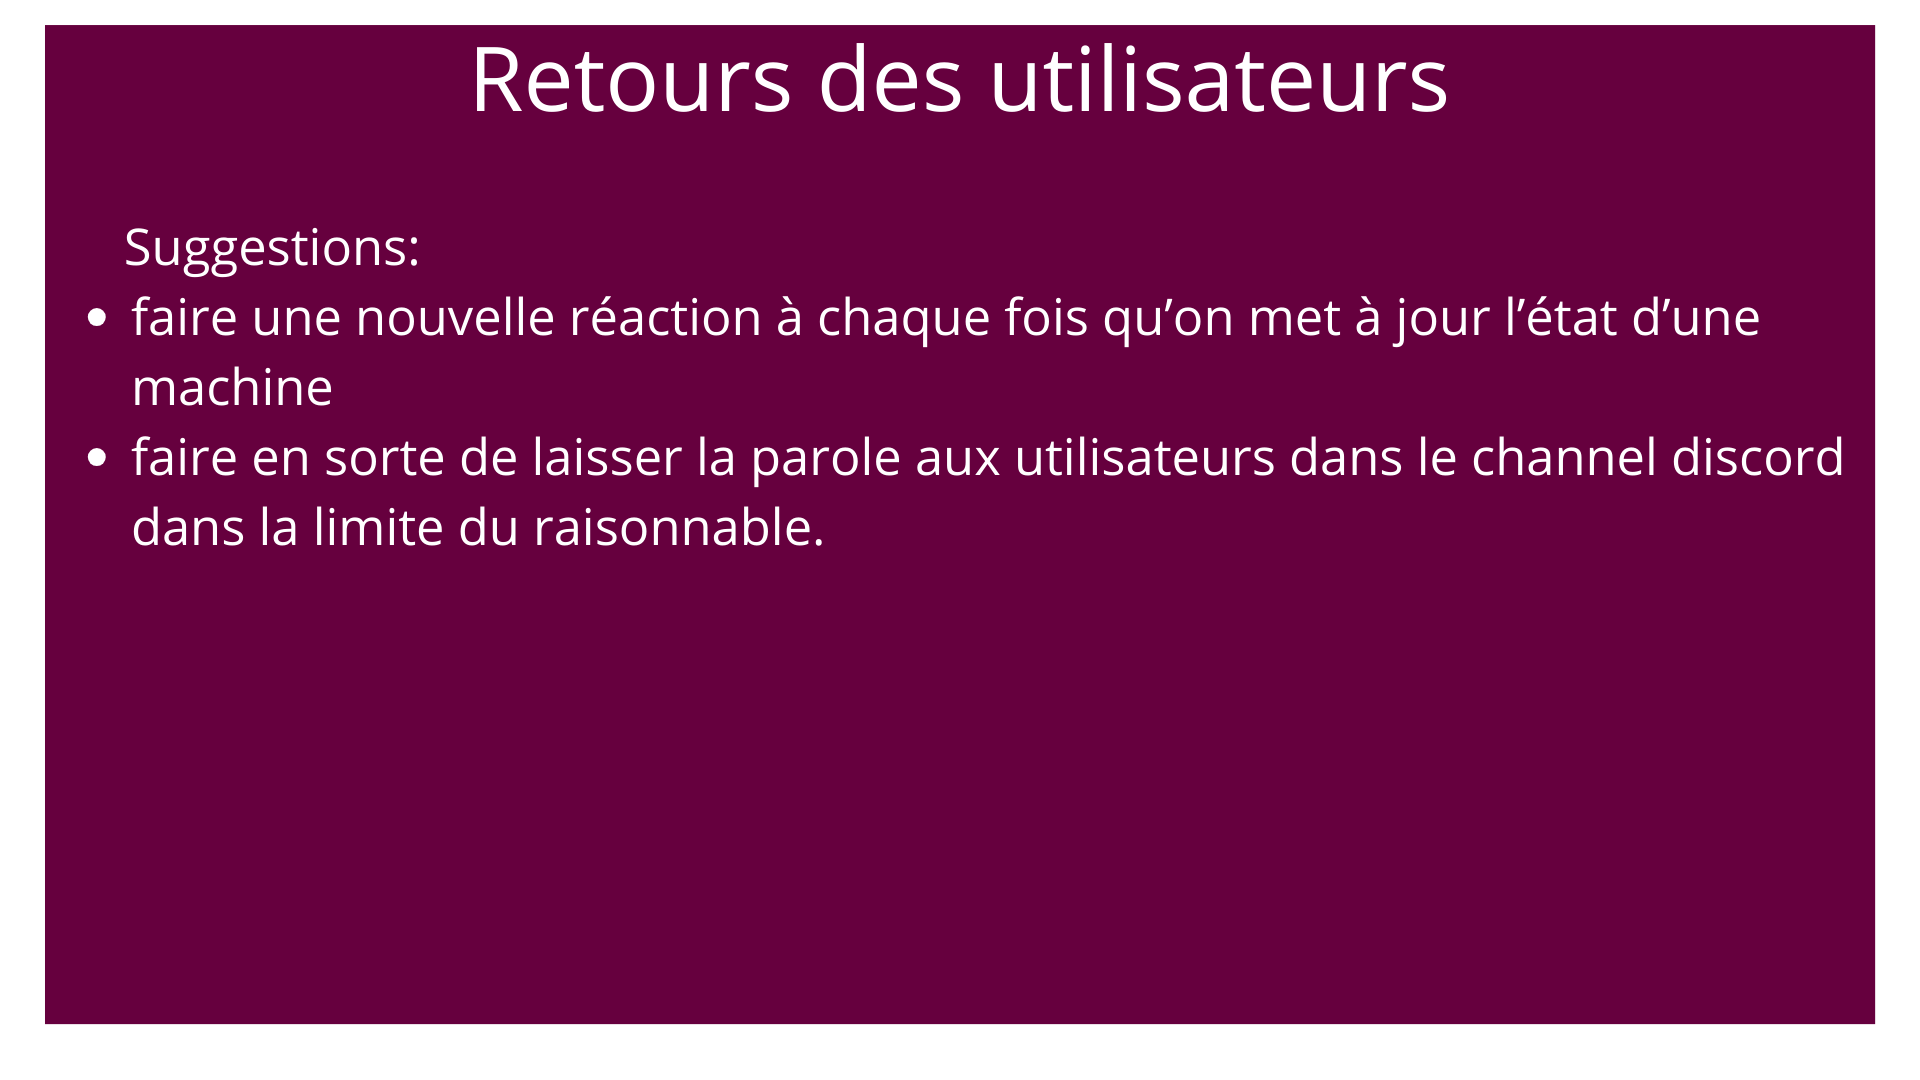 Retours des utilisateurs
Suggestions:
• faire une nouvelle réaction à chaque fois qu’on met à jour l’état d’une
machine
• faire en sorte de laisser la parole aux utilisateurs dans le channel discord
dans la limite du raisonnable.